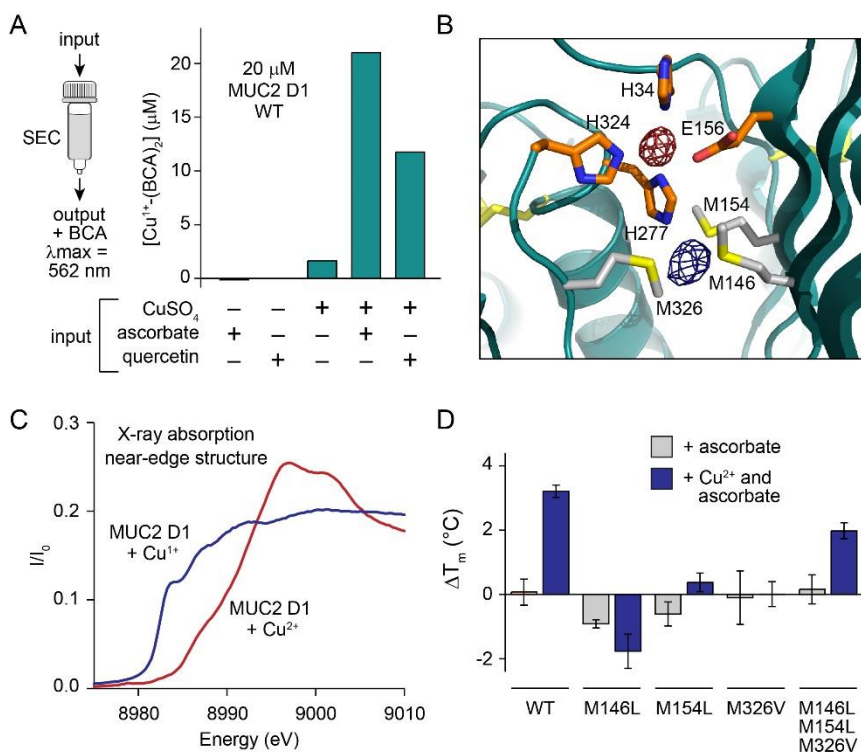 A
input
SEC
output
+ BCA
λmax =
562 nm
[Cu¹⁺-(BCA)₂] (μM)
20
15
10
5
0
20 μM
MUC2 D1
WT
input
CuSO₄ – – + + +
ascorbate + – – + –
quercetin – + – – +
B
H34
H324
E156
M154
H277
M146
M326
C
0.3
0.2
0.1
0.0
I/I₀
X-ray absorption
near-edge structure
MUC2 D1
+ Cu¹⁺
MUC2 D1
+ Cu²⁺
8980 8990 9000 9010
Energy (eV)
D
+ ascorbate
+ Cu²⁺ and
ascorbate
ΔTₘ (°C)
4
2
0
-2
WT M146L M154L M326V M146L
M154L
M326V